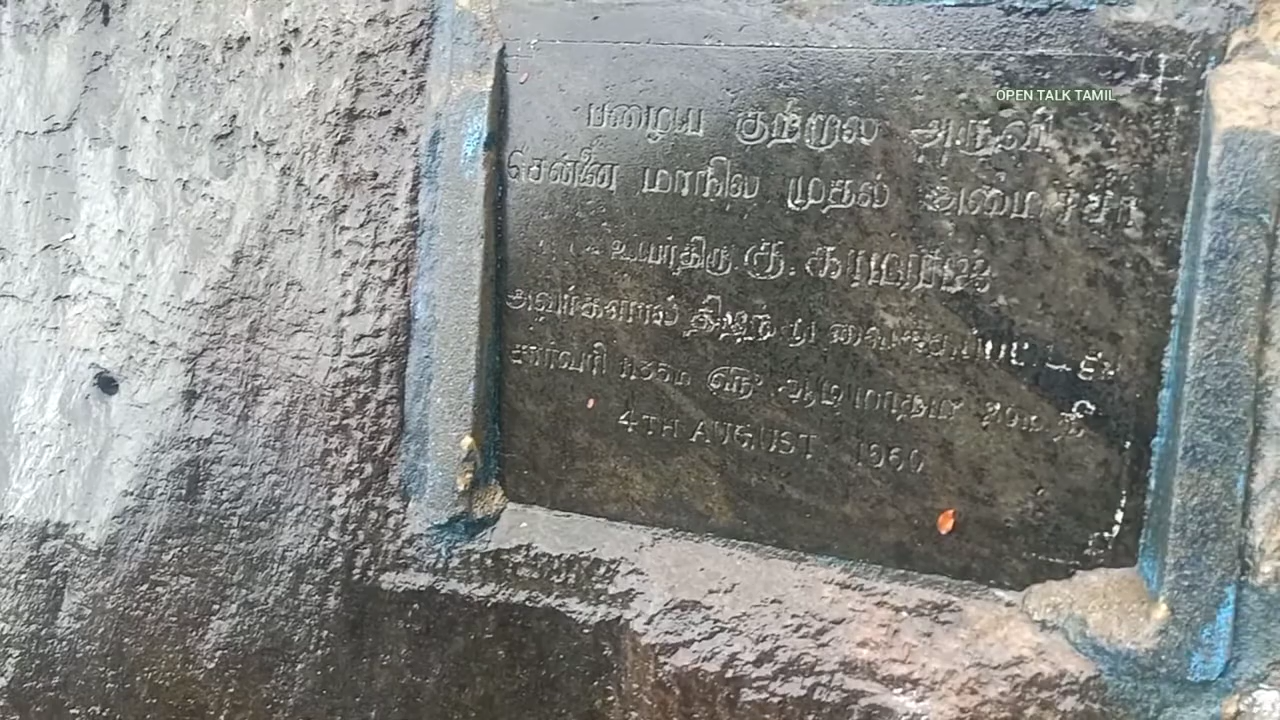 OPEN TALK TAMIL
பழைய குற்றால அருவி
சென்னை மாநில முதல் அமைச்சர்
உயர்திரு கு. காமராஜ்
அவர்களால் திறந்து வைக்கப்பட்டது
சார்வரி ௵ ஆடி மாதம்
4TH AUGUST 1960